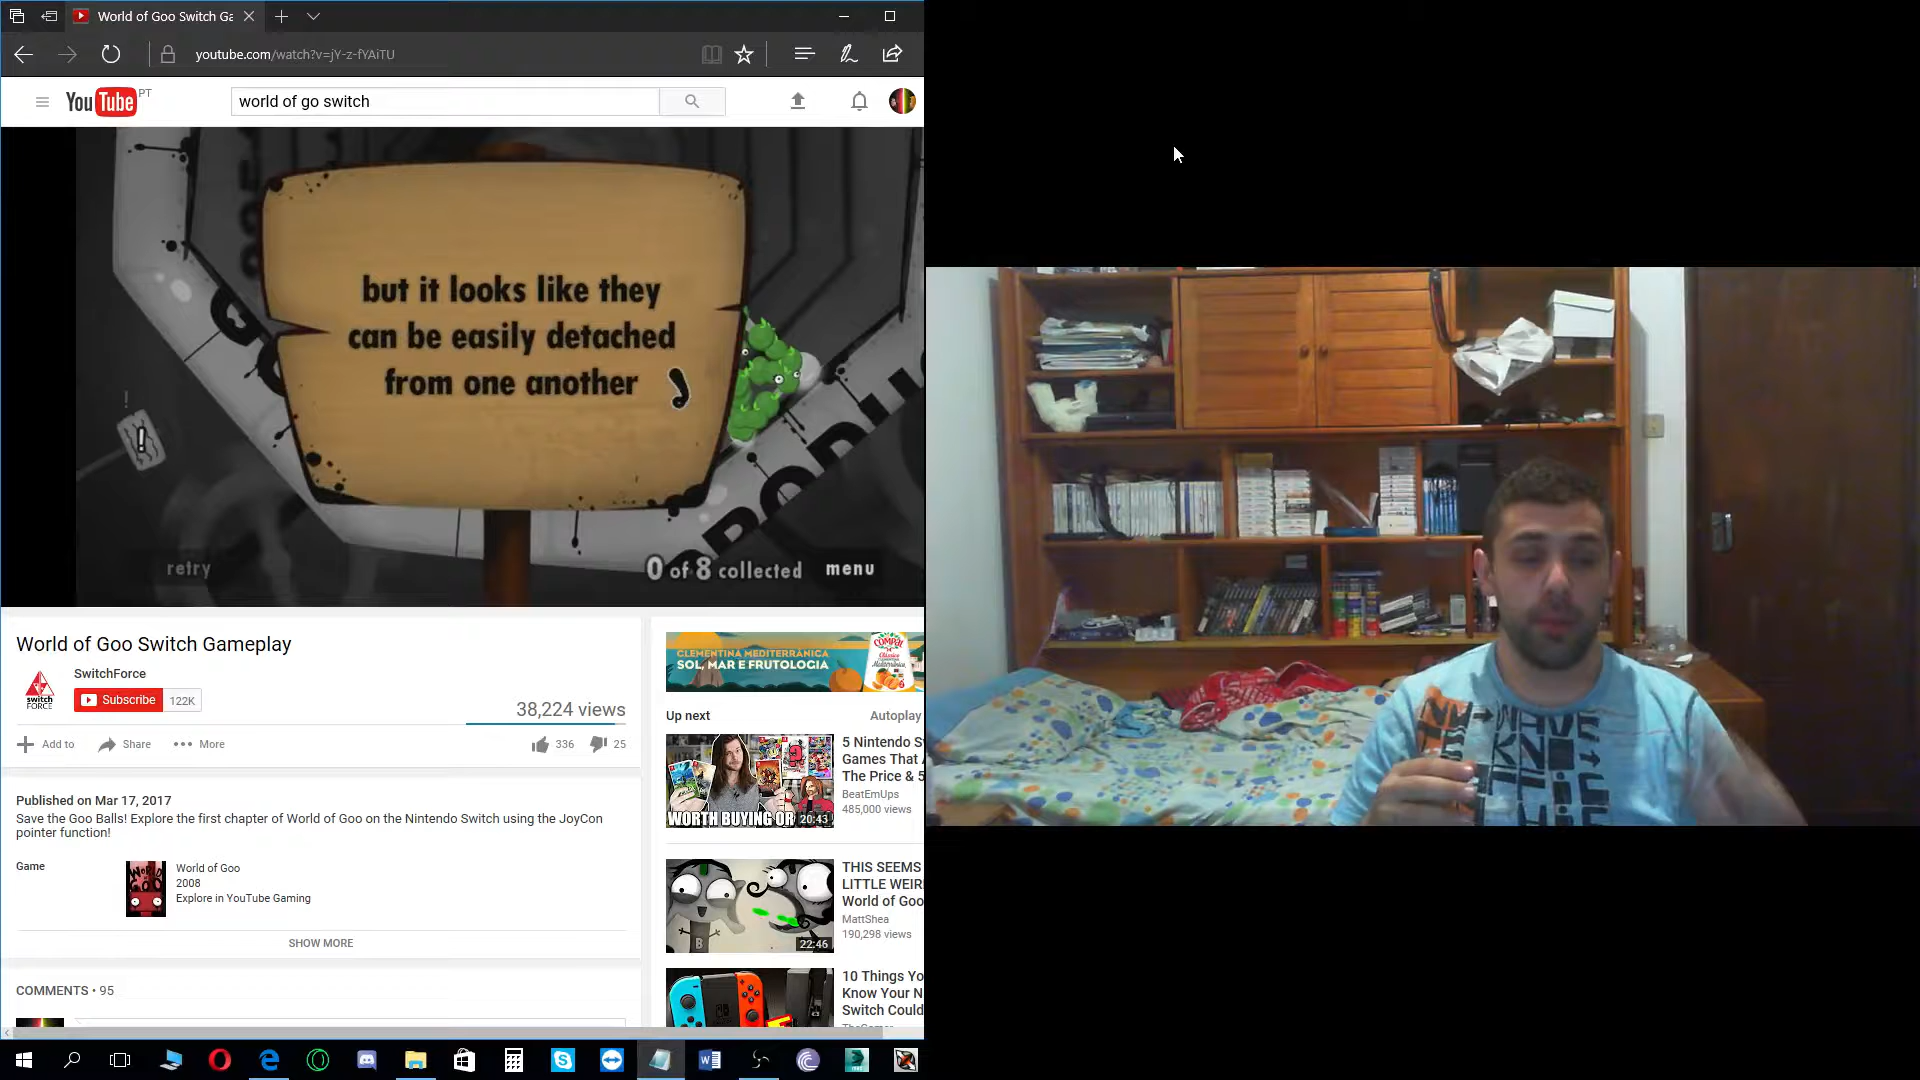 World of Goo Switch Ga
youtube.com/watch?v=jY-z-fYAiTU
YouTube PT
world of go switch
but it looks like they
can be easily detached
from one another
!
retry
0 of 8 collected
menu
World of Goo Switch Gameplay
switch
FORCE
SwitchForce
Subscribe 122K
38,224 views
Add to
Share
More
336
25
Published on Mar 17, 2017
Save the Goo Balls! Explore the first chapter of World of Goo on the Nintendo Switch using the JoyCon
pointer function!
Game
World of Goo
2008
Explore in YouTube Gaming
SHOW MORE
COMMENTS • 95
CLEMENTINA MEDITERRÂNICA
SOL, MAR E FRUTOLOGIA
COMPAL
Up next
Autoplay
WORTH BUYING OR
20:43
5 Nintendo S
Games That
The Price & 5
BeatEmUps
485,000 views
B
22:46
THIS SEEMS
LITTLE WEIR
World of Goo
MattShea
190,298 views
10 Things Yo
Know Your N
Switch Could